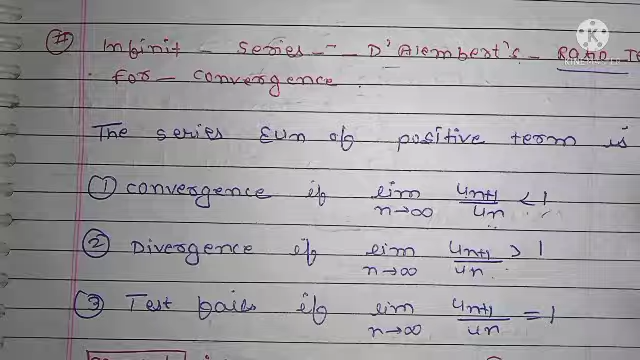 # Infinit - Series - - D'Alembert's - Ratio Te
For - convergence.
The series Σun of positive term is
① convergence if lim n→∞ un+1/un < 1
② Divergence if lim n→∞ un+1/un > 1
③ Test fails if lim n→∞ un+1/un = 1